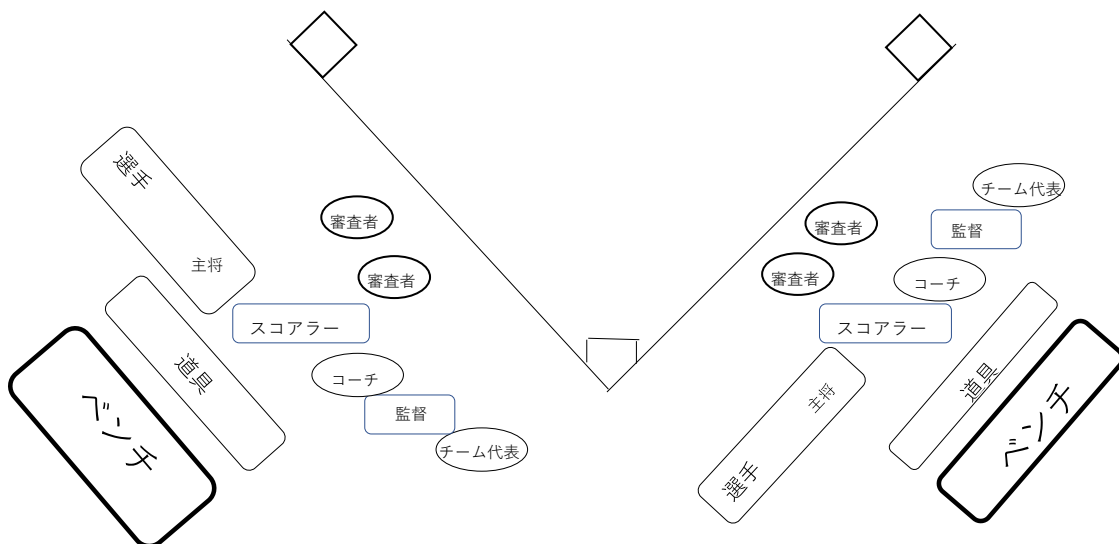 選手
主将
審査者
審査者
スコアラー
道具
コーチ
監督
チーム代表
ベンチ
チーム代表
審査者
監督
審査者
コーチ
スコアラー
主将
道具
選手
ベンチ